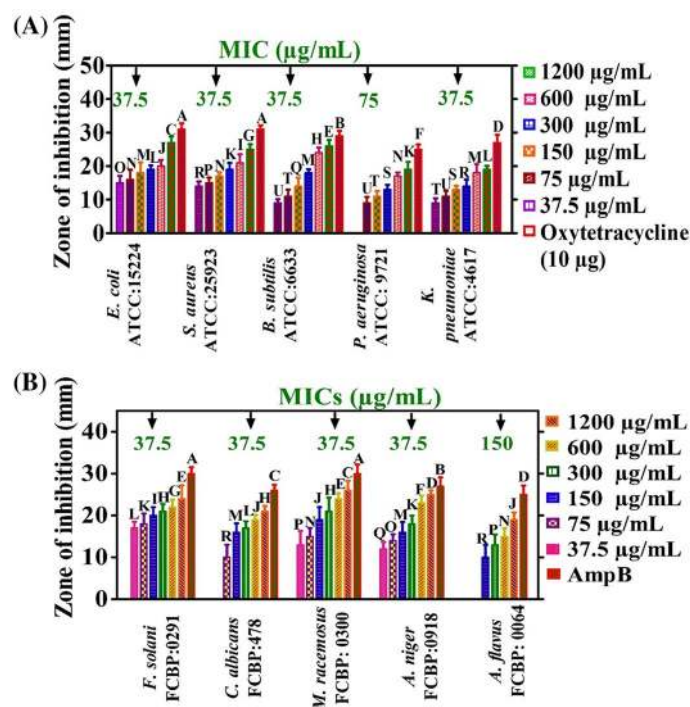 (A)
MIC (µg/mL)
Zone of inhibition (mm)
50
40
30
20
10
0
37.5
37.5
37.5
75
37.5
O N M L J C A
R P N K I G A
U T Q M H E B
U T S N K F
T U S R M L D
E. coli
ATCC:15224
S. aureus
ATCC:25923
B. subtilis
ATCC:6633
P. aeruginosa
ATCC: 9721
K.
pneumoniae
ATCC:4617
1200 µg/mL
600 µg/mL
300 µg/mL
150 µg/mL
75 µg/mL
37.5 µg/mL
Oxytetracycline
(10 µg)
(B)
MICs (µg/mL)
Zone of inhibition (mm)
40
30
20
10
0
37.5
37.5
37.5
37.5
150
L K I H G E A
R M L J H C
P N J H E C A
M K D B
R P N J D
F. solani
FCBP:0291
C. albicans
FCBP:478
M. racemosus
FCBP: 0300
A. niger
FCBP:0918
A. flavus
FCBP: 0064
1200 µg/mL
600 µg/mL
300 µg/mL
150 µg/mL
75 µg/mL
37.5 µg/mL
AmpB